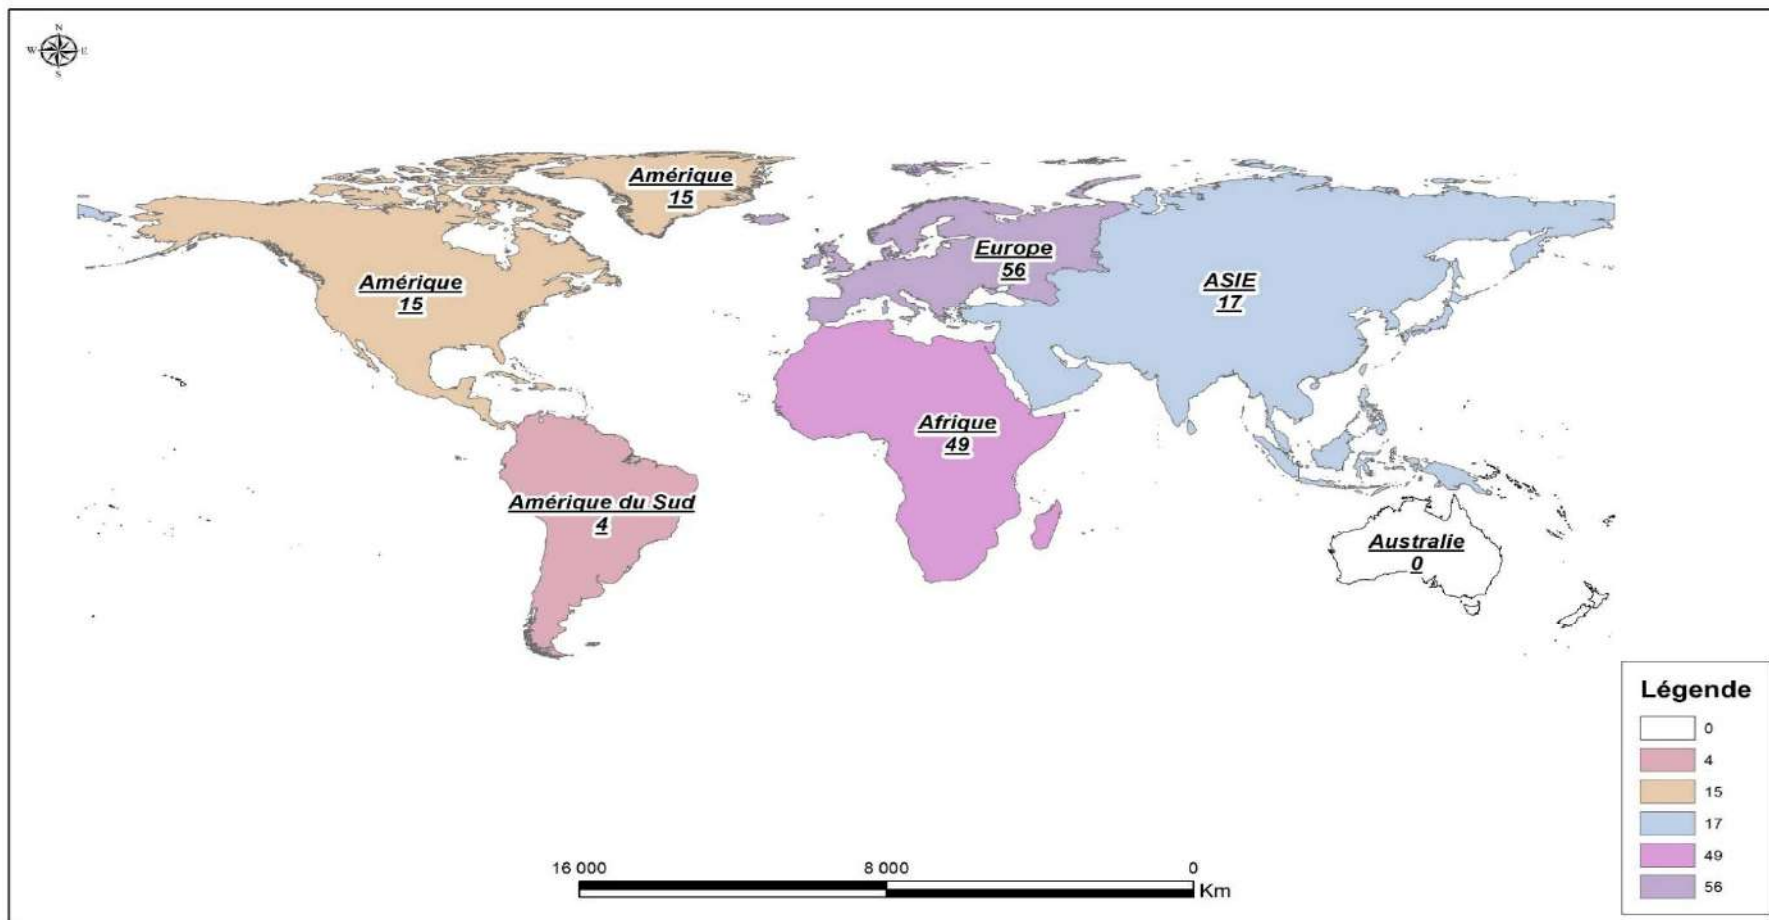 N
W E
S
Amérique
15
Amérique
15
Europe
56
ASIE
17
Afrique
49
Amérique du Sud
4
Australie
0
Légende
0
4
15
17
49
56
16 000 8 000 0
Km